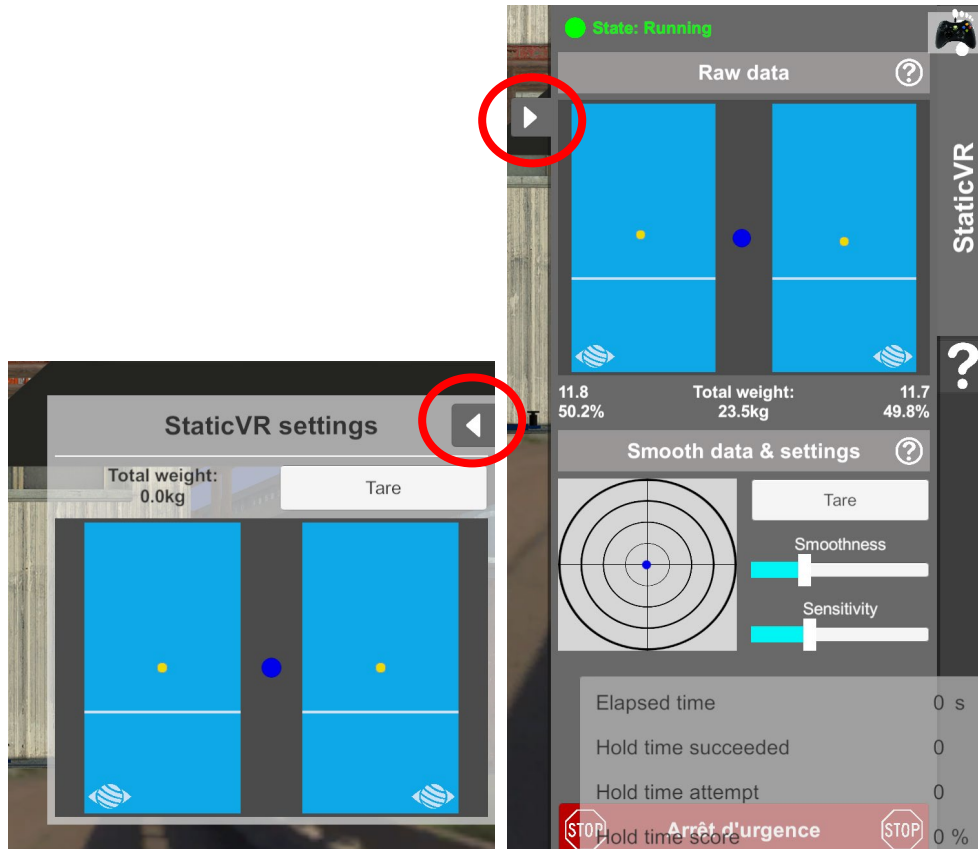 StaticVR settings
Total weight:
0.0kg
Tare
State: Running
Raw data
?
StaticVR
?
11.8 Total weight: 11.7
50.2% 23.5kg 49.8%
Smooth data & settings
?
Tare
Smoothness
Sensitivity
Elapsed time 0 s
Hold time succeeded 0
Hold time attempt 0
STOP Arrêt d'urgence STOP
Hold time score 0 %